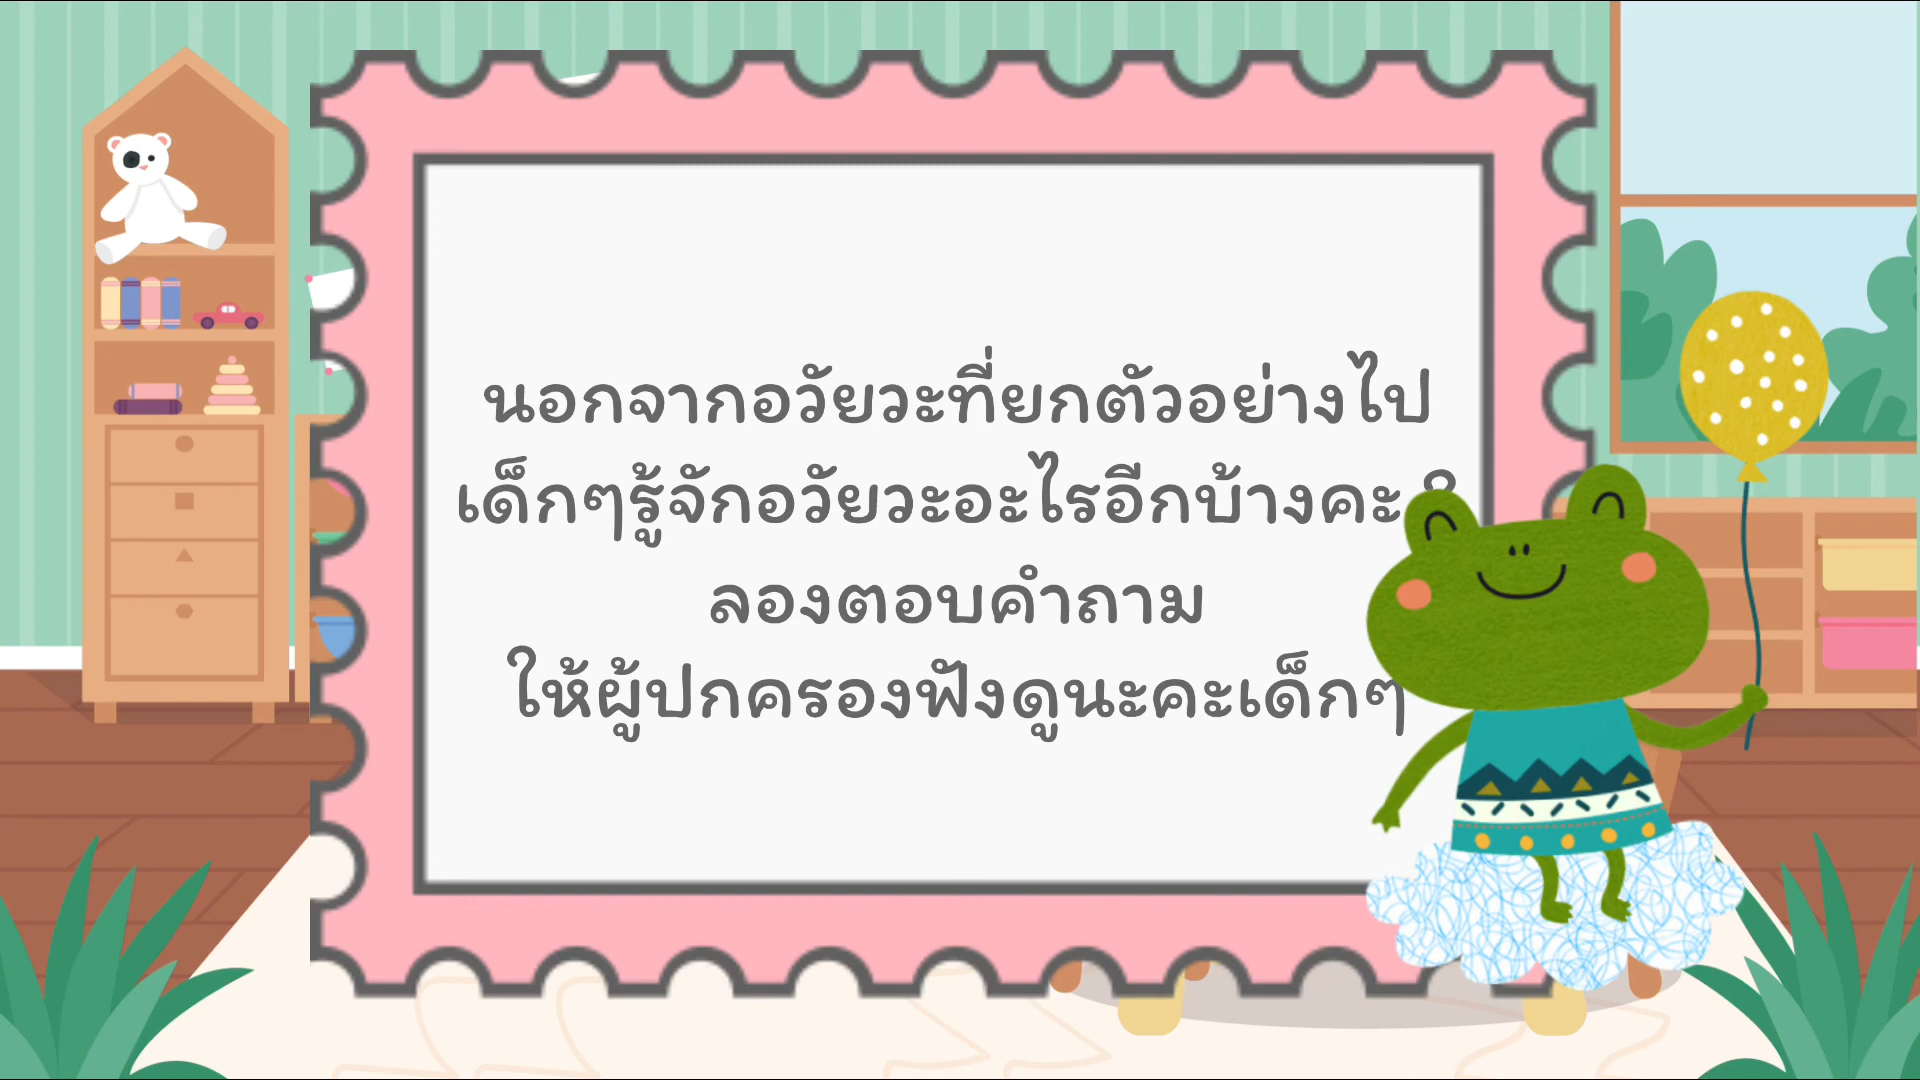 นอกจากอวัยวะที่ยกตัวอย่างไป
เด็กๆรู้จักอวัยวะอะไรอีกบ้างคะ ?
ลองตอบคำถาม
ให้ผู้ปกครองฟังดูนะคะเด็กๆ